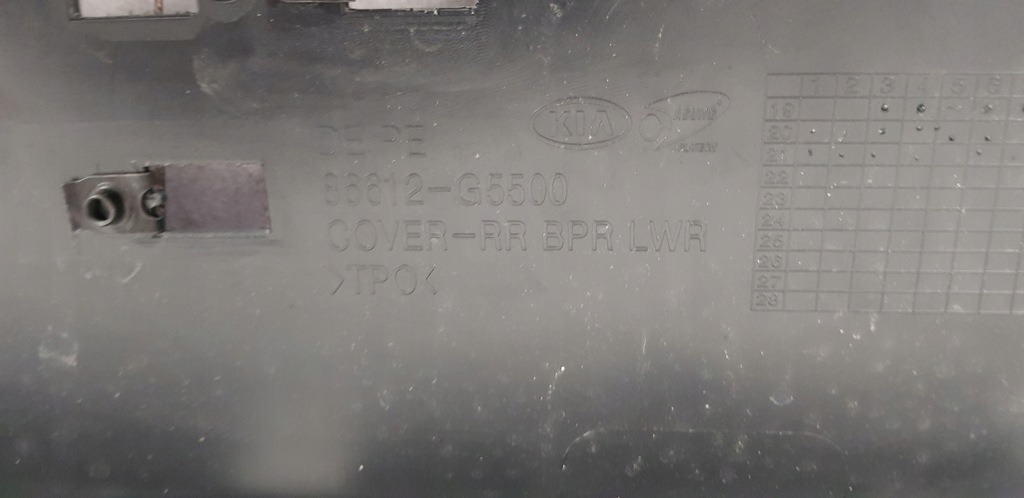 KIA
DE PE
86612-G5500
COVER-RR BPR LWR
>TPO<
1 2 3 4 5 6
19
20
21
22
23
24
25
26
27
28